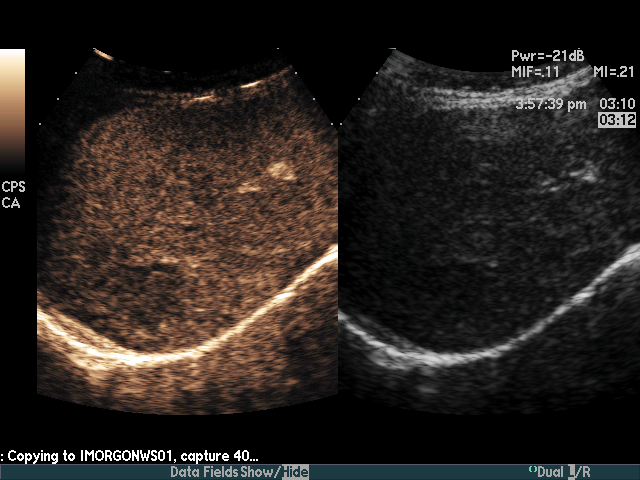 Pwr=-21dB
MIF=.11 MI=.21
3:57:39 pm 03:10
03:12
CPS
CA
: Copying to IMORGONWS01, capture 40...
Data Fields Show/Hide
Dual L/R